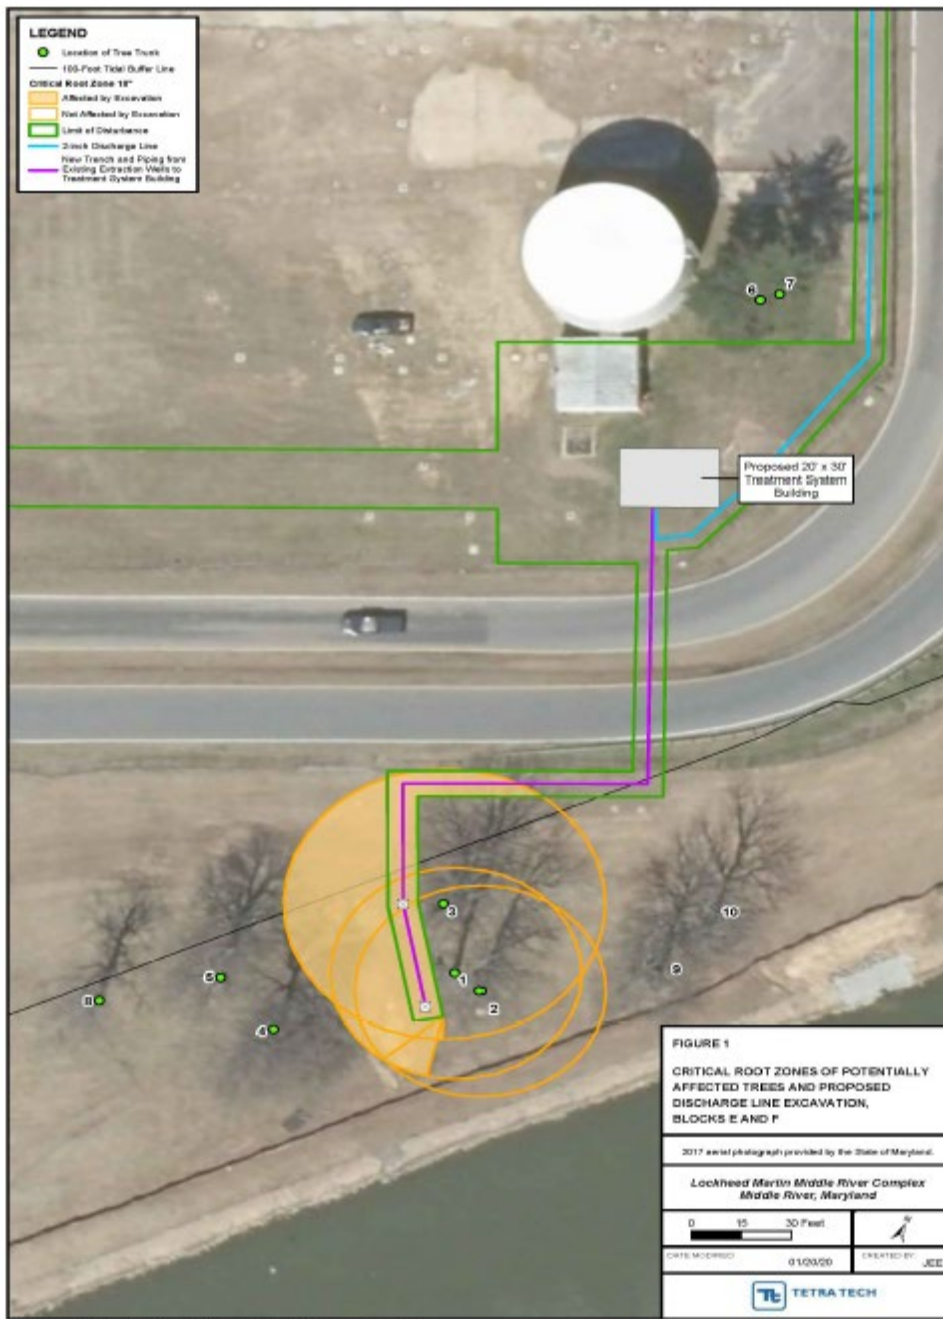 LEGEND
Location of Tree Trunk
100-Foot Tidal Buffer Line
Critical Root Zone 18"
Affected by Excavation
Not Affected by Excavation
Limit of Disturbance
2-inch Discharge Line
New Trench and Piping from
Existing Extraction Wells to
Treatment System Building
6
7
Proposed 20' x 30'
Treatment System
Building
3
10
5
1
9
8
2
4
FIGURE 1
CRITICAL ROOT ZONES OF POTENTIALLY
AFFECTED TREES AND PROPOSED
DISCHARGE LINE EXCAVATION,
BLOCKS E AND F
2017 aerial photograph provided by the State of Maryland.
Lockheed Martin Middle River Complex
Middle River, Maryland
0 15 30 Feet
N
DATE MODIFIED: 01/20/20
CREATED BY: JEE
Tt TETRA TECH